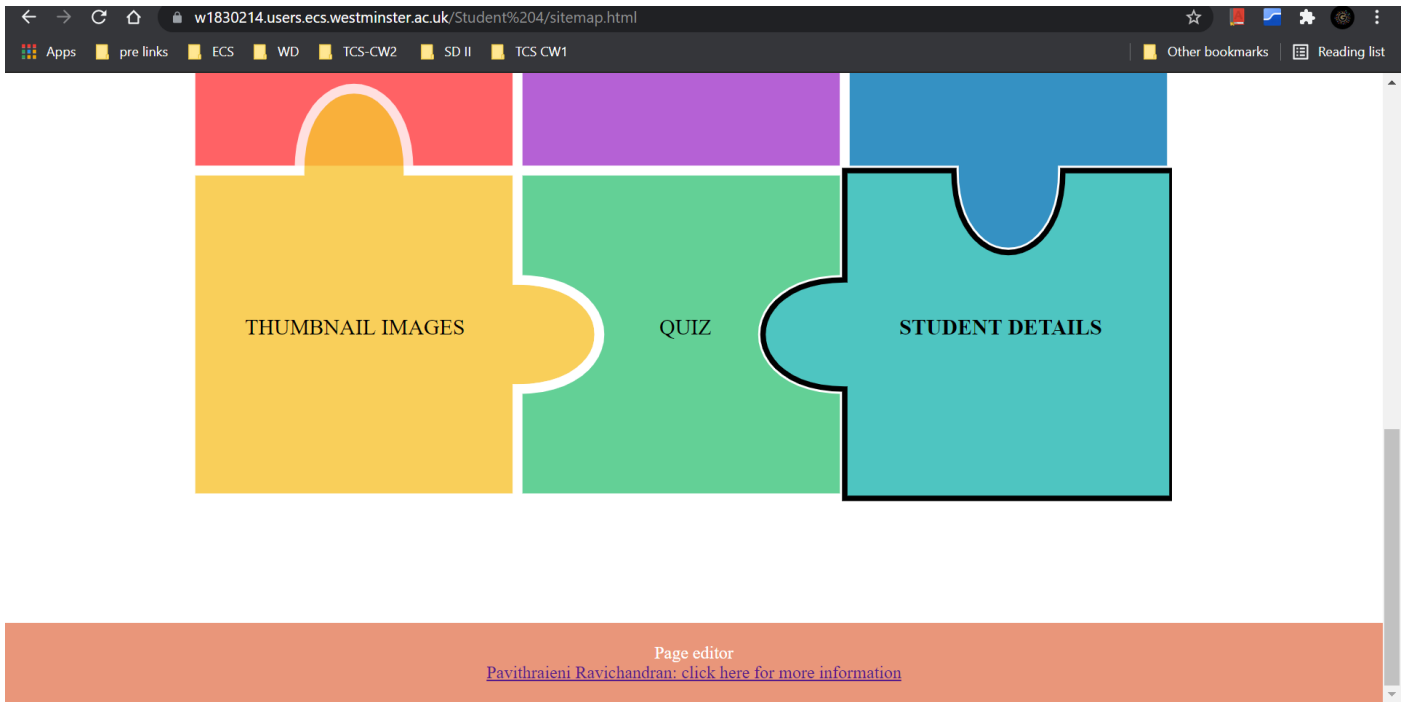 w1830214.users.ecs.westminster.ac.uk/Student%204/sitemap.html
Apps pre links ECS WD TCS-CW2 SD II TCS CW1 Other bookmarks Reading list
THUMBNAIL IMAGES QUIZ STUDENT DETAILS
Page editor
Pavithraieni Ravichandran: click here for more information